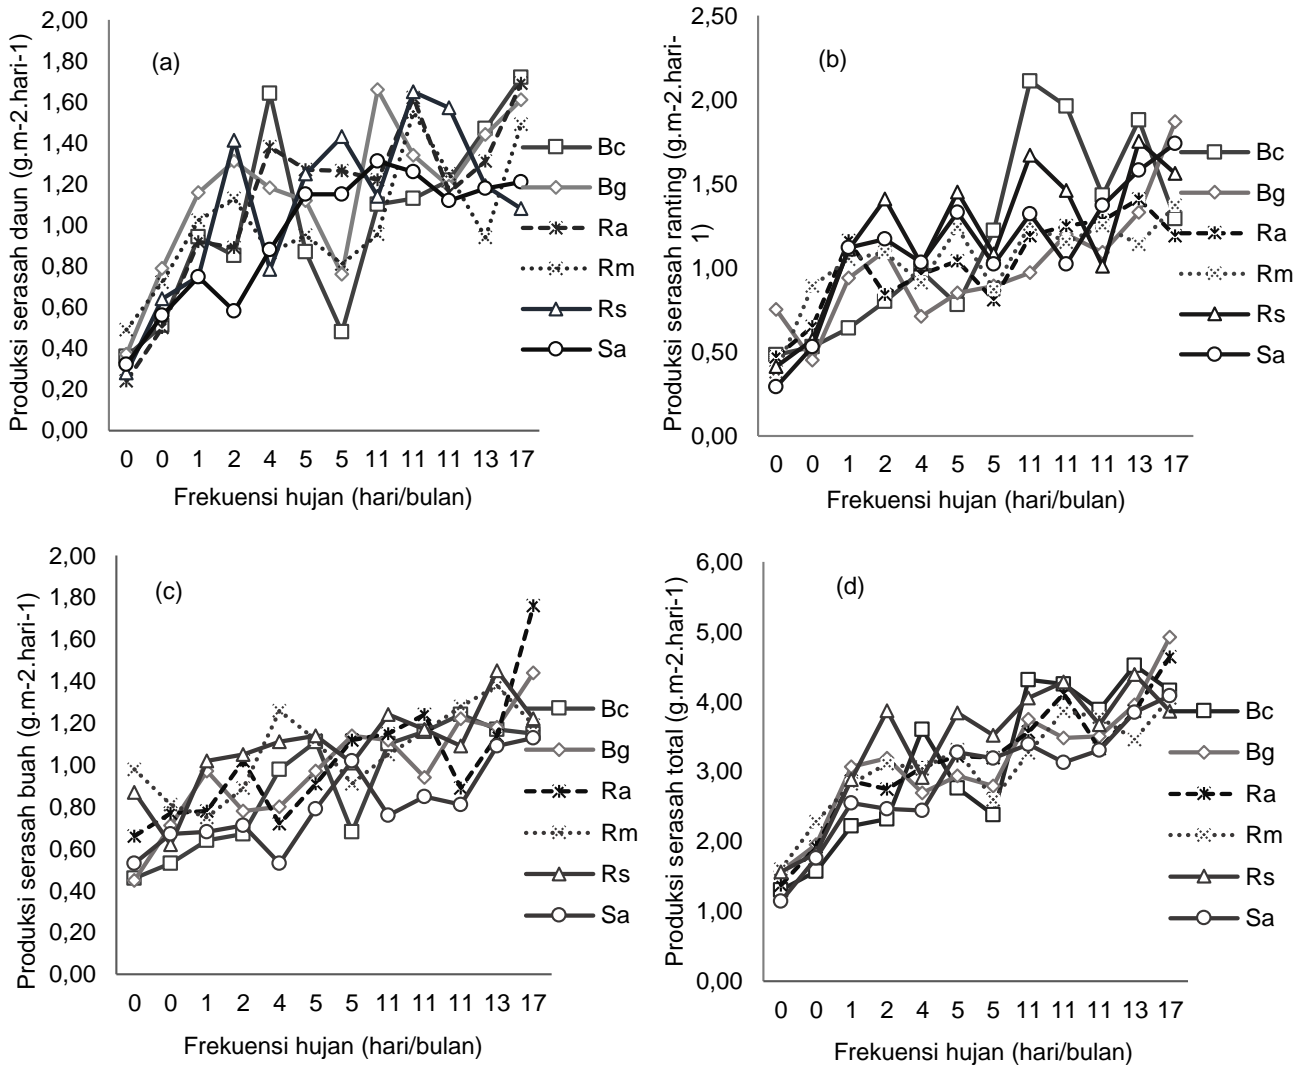 Produksi serasah daun (g.m-2.hari-1)
2,00
1,80
1,60
1,40
1,20
1,00
0,80
0,60
0,40
0,20
0,00
(a)
0 0 1 2 4 5 5 11 11 11 13 17
Frekuensi hujan (hari/bulan)
Bc
Bg
Ra
Rm
Rs
Sa
Produksi serasah ranting (g.m-2.hari-
1)
2,50
2,00
1,50
1,00
0,50
0,00
(b)
0 0 1 2 4 5 5 11 11 11 13 17
Frekuensi hujan (hari/bulan)
Bc
Bg
Ra
Rm
Rs
Sa
Produksi serasah buah (g.m-2.hari-1)
2,00
1,80
1,60
1,40
1,20
1,00
0,80
0,60
0,40
0,20
0,00
(c)
0 0 1 2 4 5 5 11 11 11 13 17
Frekuensi hujan (hari/bulan)
Bc
Bg
Ra
Rm
Rs
Sa
Produksi serasah total (g.m-2.hari-1)
6,00
5,00
4,00
3,00
2,00
1,00
0,00
(d)
0 0 1 2 4 5 5 11 11 11 13 17
Frekuensi hujan (hari/bulan)
Bc
Bg
Ra
Rm
Rs
Sa